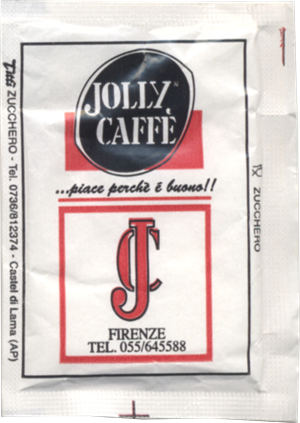 JOLLY
CAFFÈ
...piace perchè é buono!!
JC
FIRENZE
TEL. 055/645588
ZUCCHERO - Tel. 0736/812374 - Castel di Lama (AP)
ZUCCHERO